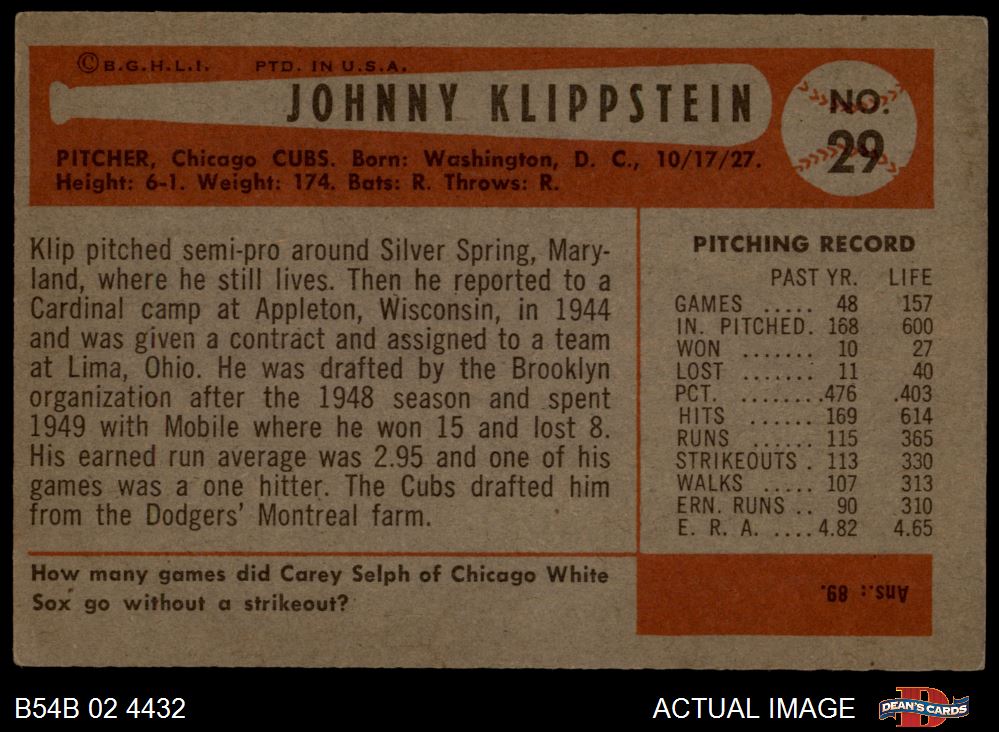 ©B.G.H.L.I. PTD. IN U.S.A.
JOHNNY KLIPPSTEIN
NO.
29
PITCHER, Chicago CUBS. Born: Washington, D. C., 10/17/27.
Height: 6-1. Weight: 174. Bats: R. Throws: R.
Klip pitched semi-pro around Silver Spring, Mary-
land, where he still lives. Then he reported to a
Cardinal camp at Appleton, Wisconsin, in 1944
and was given a contract and assigned to a team
at Lima, Ohio. He was drafted by the Brooklyn
organization after the 1948 season and spent
1949 with Mobile where he won 15 and lost 8.
His earned run average was 2.95 and one of his
games was a one hitter. The Cubs drafted him
from the Dodgers' Montreal farm.
PITCHING RECORD
PAST YR. LIFE
GAMES ..... 48 157
IN. PITCHED. 168 600
WON ....... 10 27
LOST ....... 11 40
PCT. ........ .476 .403
HITS ...... 169 614
RUNS ...... 115 365
STRIKEOUTS . 113 330
WALKS ..... 107 313
ERN. RUNS .. 90 310
E. R. A. .... 4.82 4.65
How many games did Carey Selph of Chicago White
Sox go without a strikeout?
Ans.: 89.
B54B 02 4432
ACTUAL IMAGE
DEAN'S CARDS